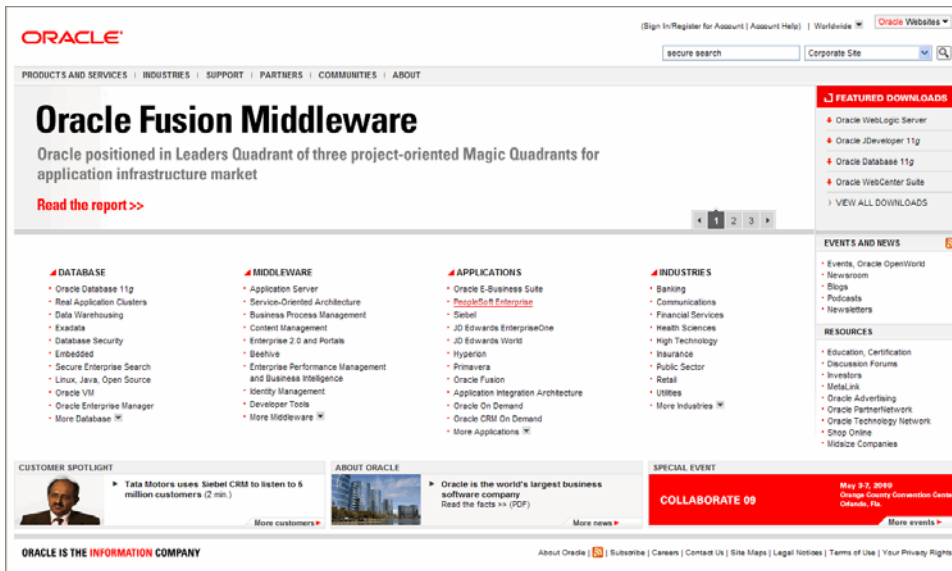 (Sign In/Register for Account | Account Help) | Worldwide
Oracle Websites
ORACLE
secure search
Corporate Site
PRODUCTS AND SERVICES | INDUSTRIES | SUPPORT | PARTNERS | COMMUNITIES | ABOUT
Oracle Fusion Middleware
Oracle positioned in Leaders Quadrant of three project-oriented Magic Quadrants for
application infrastructure market
Read the report >>
1 2 3
FEATURED DOWNLOADS
Oracle WebLogic Server
Oracle JDeveloper 11g
Oracle Database 11g
Oracle WebCenter Suite
VIEW ALL DOWNLOADS
DATABASE
Oracle Database 11g
Real Application Clusters
Data Warehousing
Exadata
Database Security
Embedded
Secure Enterprise Search
Linux, Java, Open Source
Oracle VM
Oracle Enterprise Manager
More Database
MIDDLEWARE
Application Server
Service-Oriented Architecture
Business Process Management
Content Management
Enterprise 2.0 and Portals
Beehive
Enterprise Performance Management
and Business Intelligence
Identity Management
Developer Tools
More Middleware
APPLICATIONS
Oracle E-Business Suite
PeopleSoft Enterprise
Siebel
JD Edwards EnterpriseOne
JD Edwards World
Hyperion
Primavera
Oracle Fusion
Application Integration Architecture
Oracle On Demand
Oracle CRM On Demand
More Applications
INDUSTRIES
Banking
Communications
Financial Services
Health Sciences
High Technology
Insurance
Public Sector
Retail
Utilities
More Industries
EVENTS AND NEWS
Events, Oracle OpenWorld
Newsroom
Blogs
Podcasts
Newsletters
RESOURCES
Education, Certification
Discussion Forums
Investors
MetaLink
Oracle Advertising
Oracle PartnerNetwork
Oracle Technology Network
Shop Online
Midsize Companies
CUSTOMER SPOTLIGHT
Tata Motors uses Siebel CRM to listen to 6
million customers (2 min.)
More customers
ABOUT ORACLE
Oracle is the world's largest business
software company
Read the facts >> (PDF)
More news
SPECIAL EVENT
COLLABORATE 09
May 3-7, 2009
Orange County Convention Cente
Orlando, Fla.
More events
ORACLE IS THE INFORMATION COMPANY
About Oracle | Subscribe | Careers | Contact Us | Site Maps | Legal Notices | Terms of Use | Your Privacy Rights